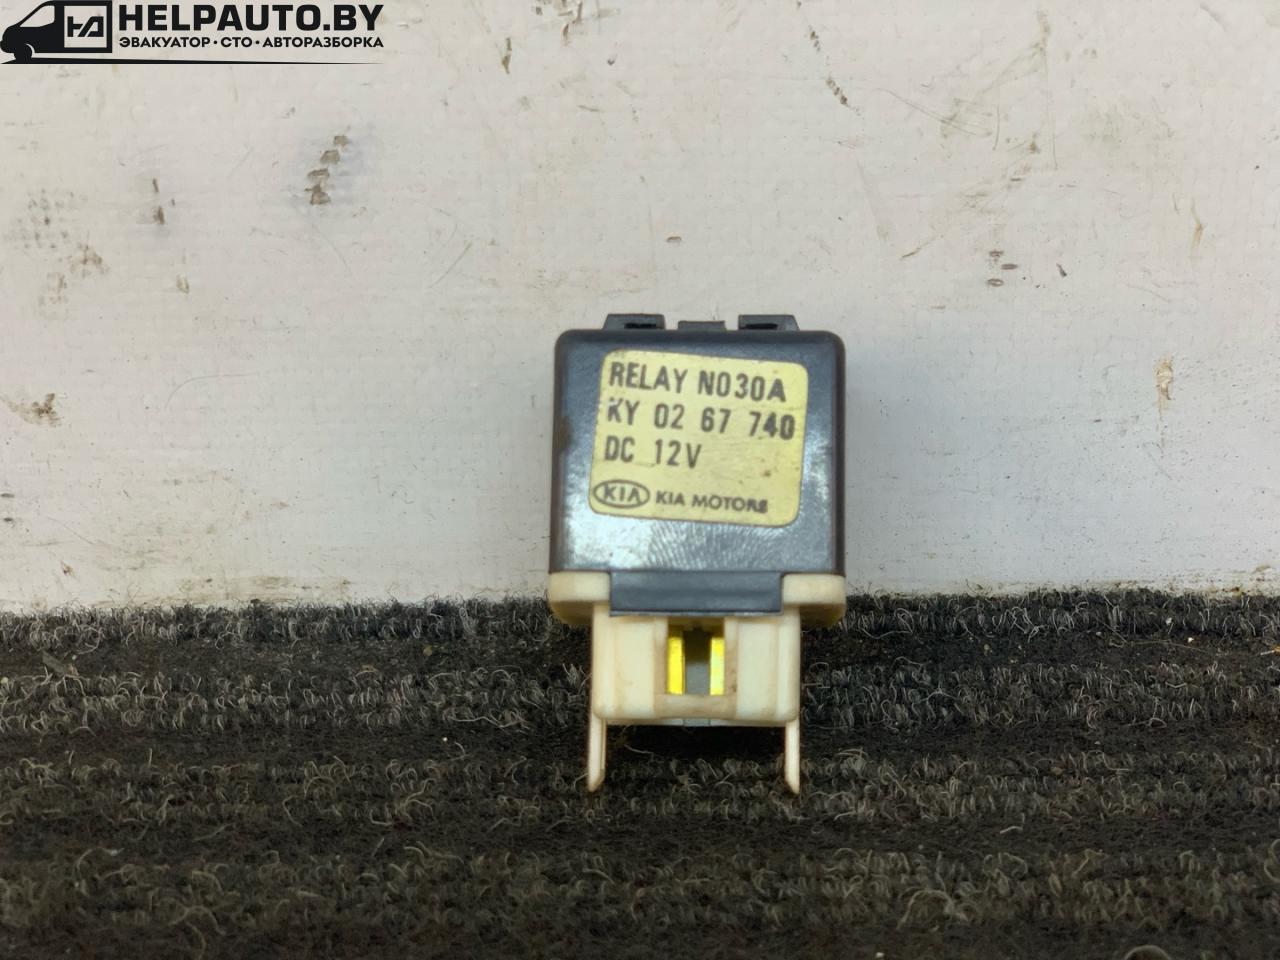 HELPAUTO.BY
ЭВАКУАТОР · СТО · АВТОРАЗБОРКА
RELAY N030A
KY 02 67 740
DC 12V
KIA KIA MOTORS